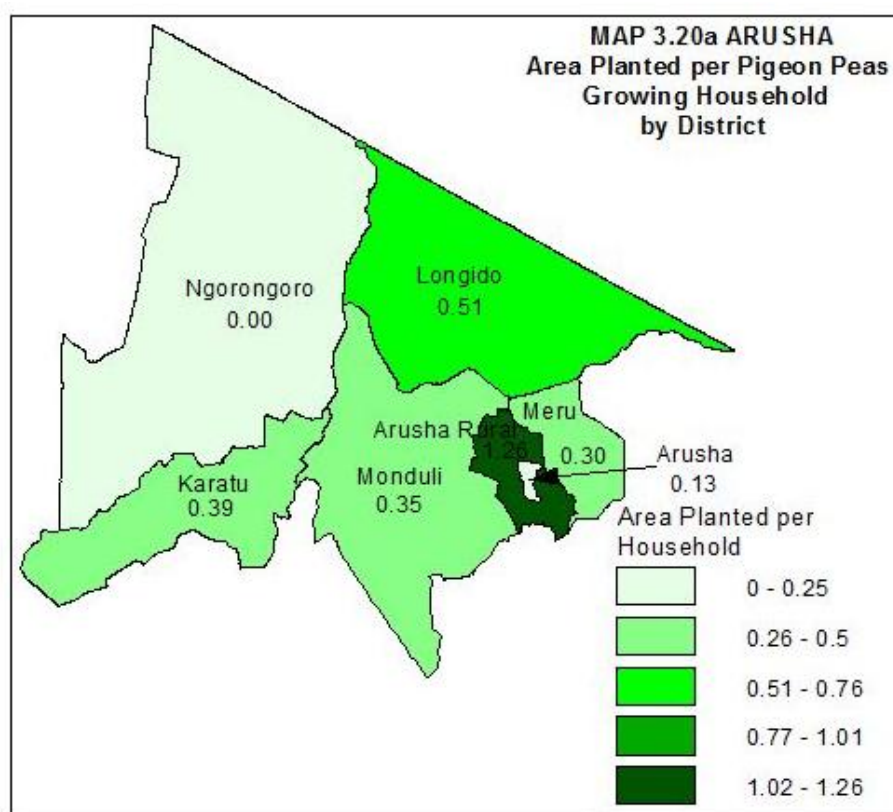 MAP 3.20a ARUSHA
Area Planted per Pigeon Peas
Growing Household
by District
Ngorongoro
0.00
Longido
0.51
Meru
0.30
Arusha Rural
1.26
Arusha
0.13
Karatu
0.39
Monduli
0.35
Area Planted per
Household
0 - 0.25
0.26 - 0.5
0.51 - 0.76
0.77 - 1.01
1.02 - 1.26